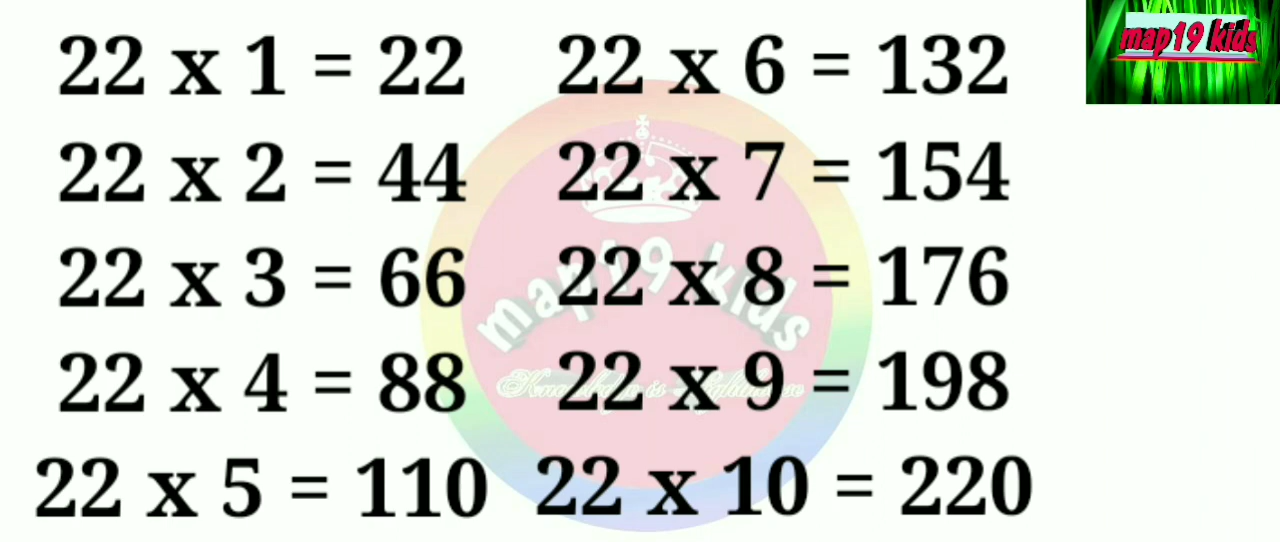 22 x 1 = 22
22 x 2 = 44
22 x 3 = 66
22 x 4 = 88
22 x 5 = 110
22 x 6 = 132
22 x 7 = 154
22 x 8 = 176
22 x 9 = 198
22 x 10 = 220
map19 kids
map19 kids
is